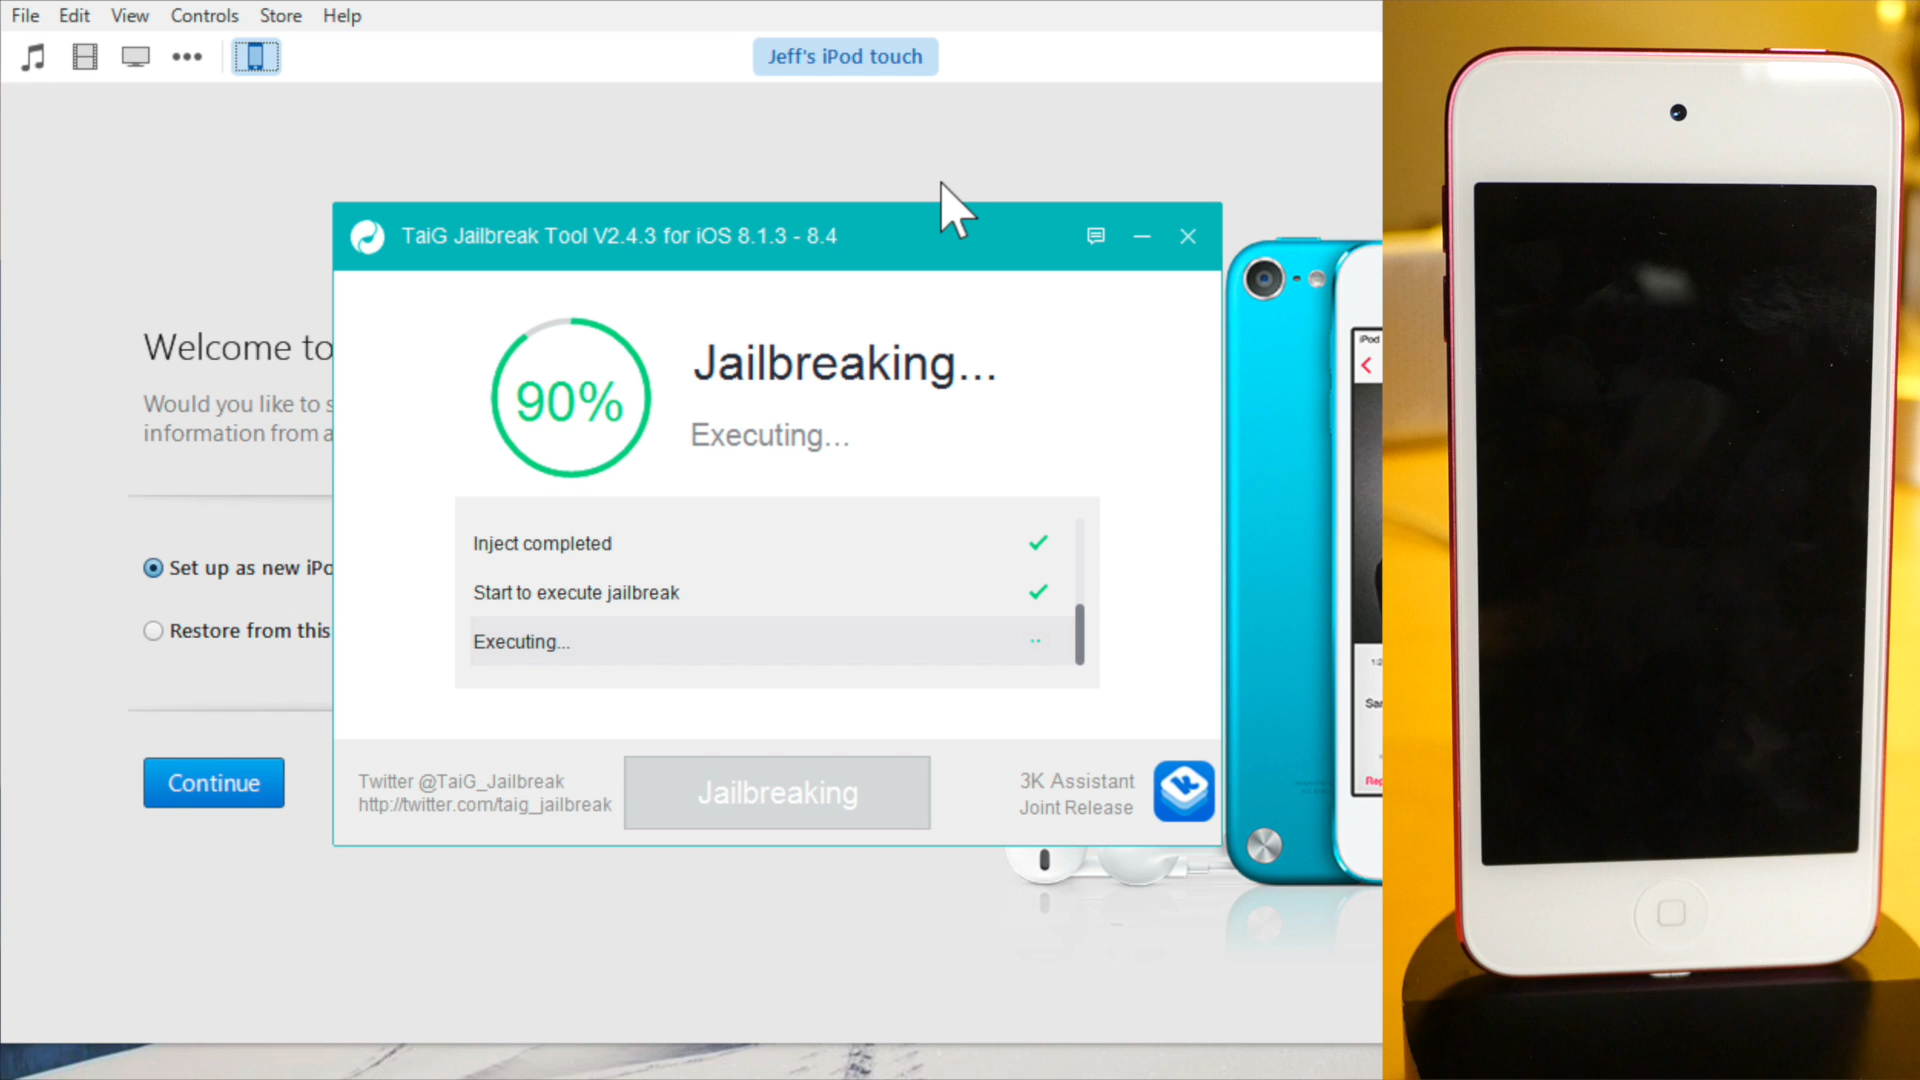 File Edit View Controls Store Help
Jeff's iPod touch
TaiG Jailbreak Tool V2.4.3 for iOS 8.1.3 - 8.4
90%
Jailbreaking...
Executing...
Inject completed
Start to execute jailbreak
Executing...
Twitter @TaiG_Jailbreak
http://twitter.com/taig_jailbreak
Jailbreaking
3K Assistant
Joint Release
Welcome to
Would you like to s
information from a
Set up as new iPo
Restore from this
Continue
iPod